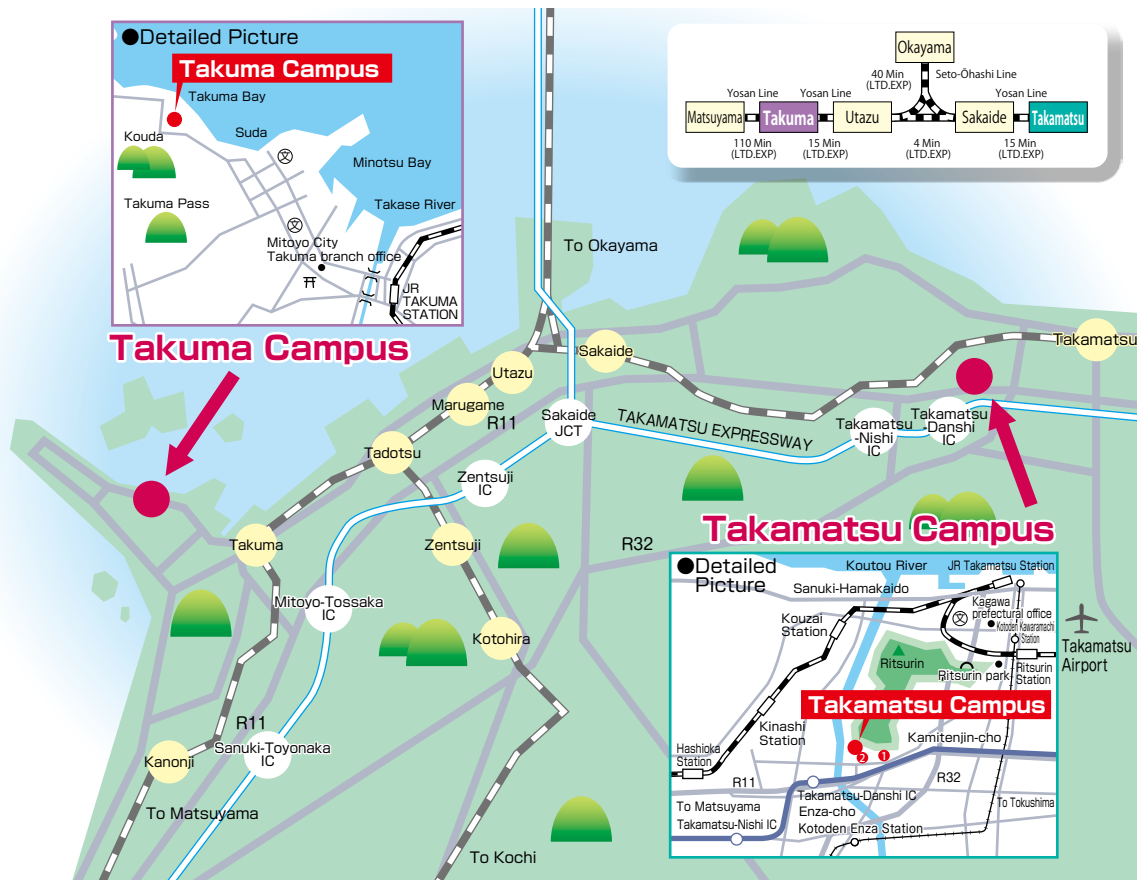 ●Detailed Picture
Takuma Campus
Takuma Bay
Suda
Kouda
Minotsu Bay
Takuma Pass
Takase River
文
文
Mitoyo City
Takuma branch office
JR
TAKUMA
STATION
Okayama
40 Min
(LTD.EXP)
Seto-Ōhashi Line
Yosan Line
Yosan Line
Yosan Line
Matsuyama
Takuma
Utazu
Sakaide
Takamatsu
110 Min
(LTD.EXP)
15 Min
(LTD.EXP)
4 Min
(LTD.EXP)
15 Min
(LTD.EXP)
To Okayama
Takuma Campus
Takamatsu
Sakaide
Utazu
Marugame
R11
Sakaide
JCT
TAKAMATSU EXPRESSWAY
Takamatsu
-Nishi
IC
Takamatsu
-Danshi
IC
Tadotsu
Zentsuji
IC
Takuma
Zentsuji
R32
Takamatsu Campus
Mitoyo-Tossaka
IC
Kotohira
R11
Sanuki-Toyonaka
IC
Kanonji
To Matsuyama
To Kochi
Takamatsu
Airport
●Detailed
Picture
Koutou River
JR Takamatsu Station
Sanuki-Hamakaido
Kagawa
prefectural office
文
Kouzai
Station
Kotoden Kawaramachi
Station
Ritsurin
Ritsurin park
Ritsurin
Station
Takamatsu Campus
Kinashi
Station
Kamitenjin-cho
Hashioka
Station
2
1
R11
R32
Takamatsu-Danshi IC
To Matsuyama
Enza-cho
To Tokushima
Takamatsu-Nishi IC
Kotoden Enza Station